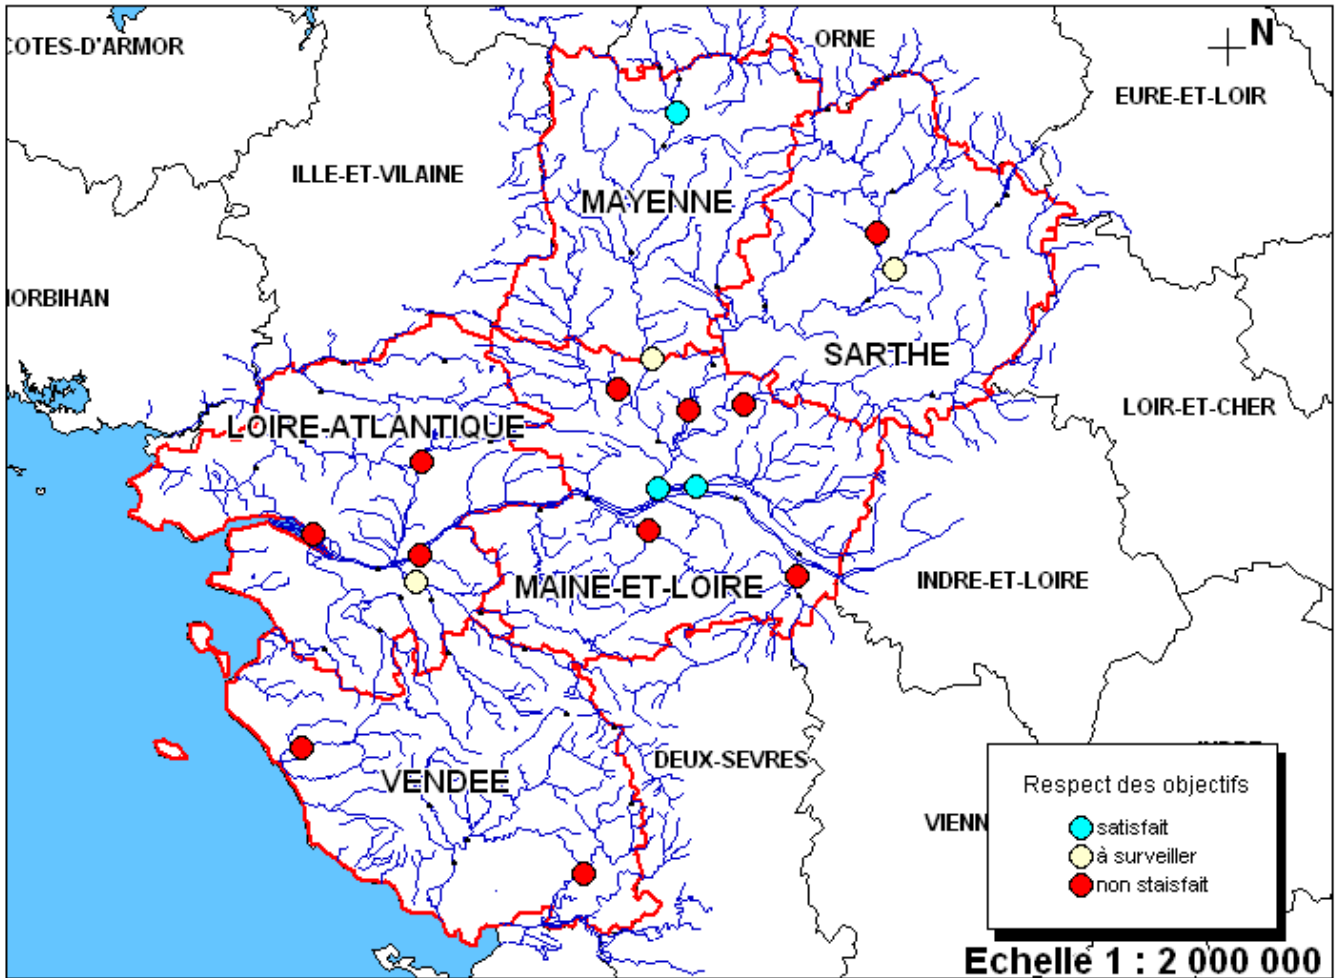 ORNE
N
COTES-D'ARMOR
EURE-ET-LOIR
ILLE-ET-VILAINE
MAYENNE
MORBIHAN
SARTHE
LOIR-ET-CHER
LOIRE-ATLANTIQUE
MAINE-ET-LOIRE
INDRE-ET-LOIRE
DEUX-SEVRES
VENDEE
VIENN
Respect des objectifs
satisfait
à surveiller
non staisfait
Echelle 1 : 2 000 000